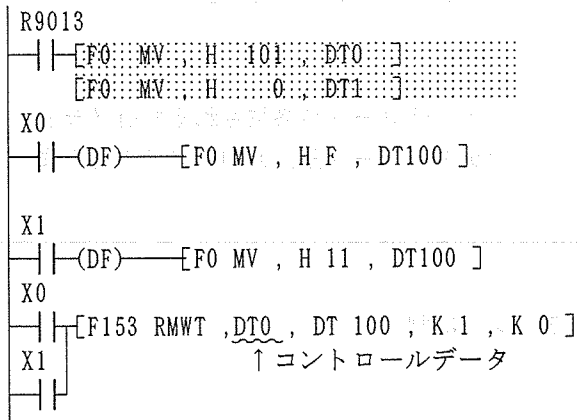 R9013
[F0 MV , H 101 , DT0 ]
[F0 MV , H 0 , DT1 ]
X0
(DF) [F0 MV , H F , DT100 ]
X1
(DF) [F0 MV , H 11 , DT100 ]
X0
[F153 RMWT , DT0 , DT 100 , K 1 , K 0 ]
X1
↑コントロールデータ